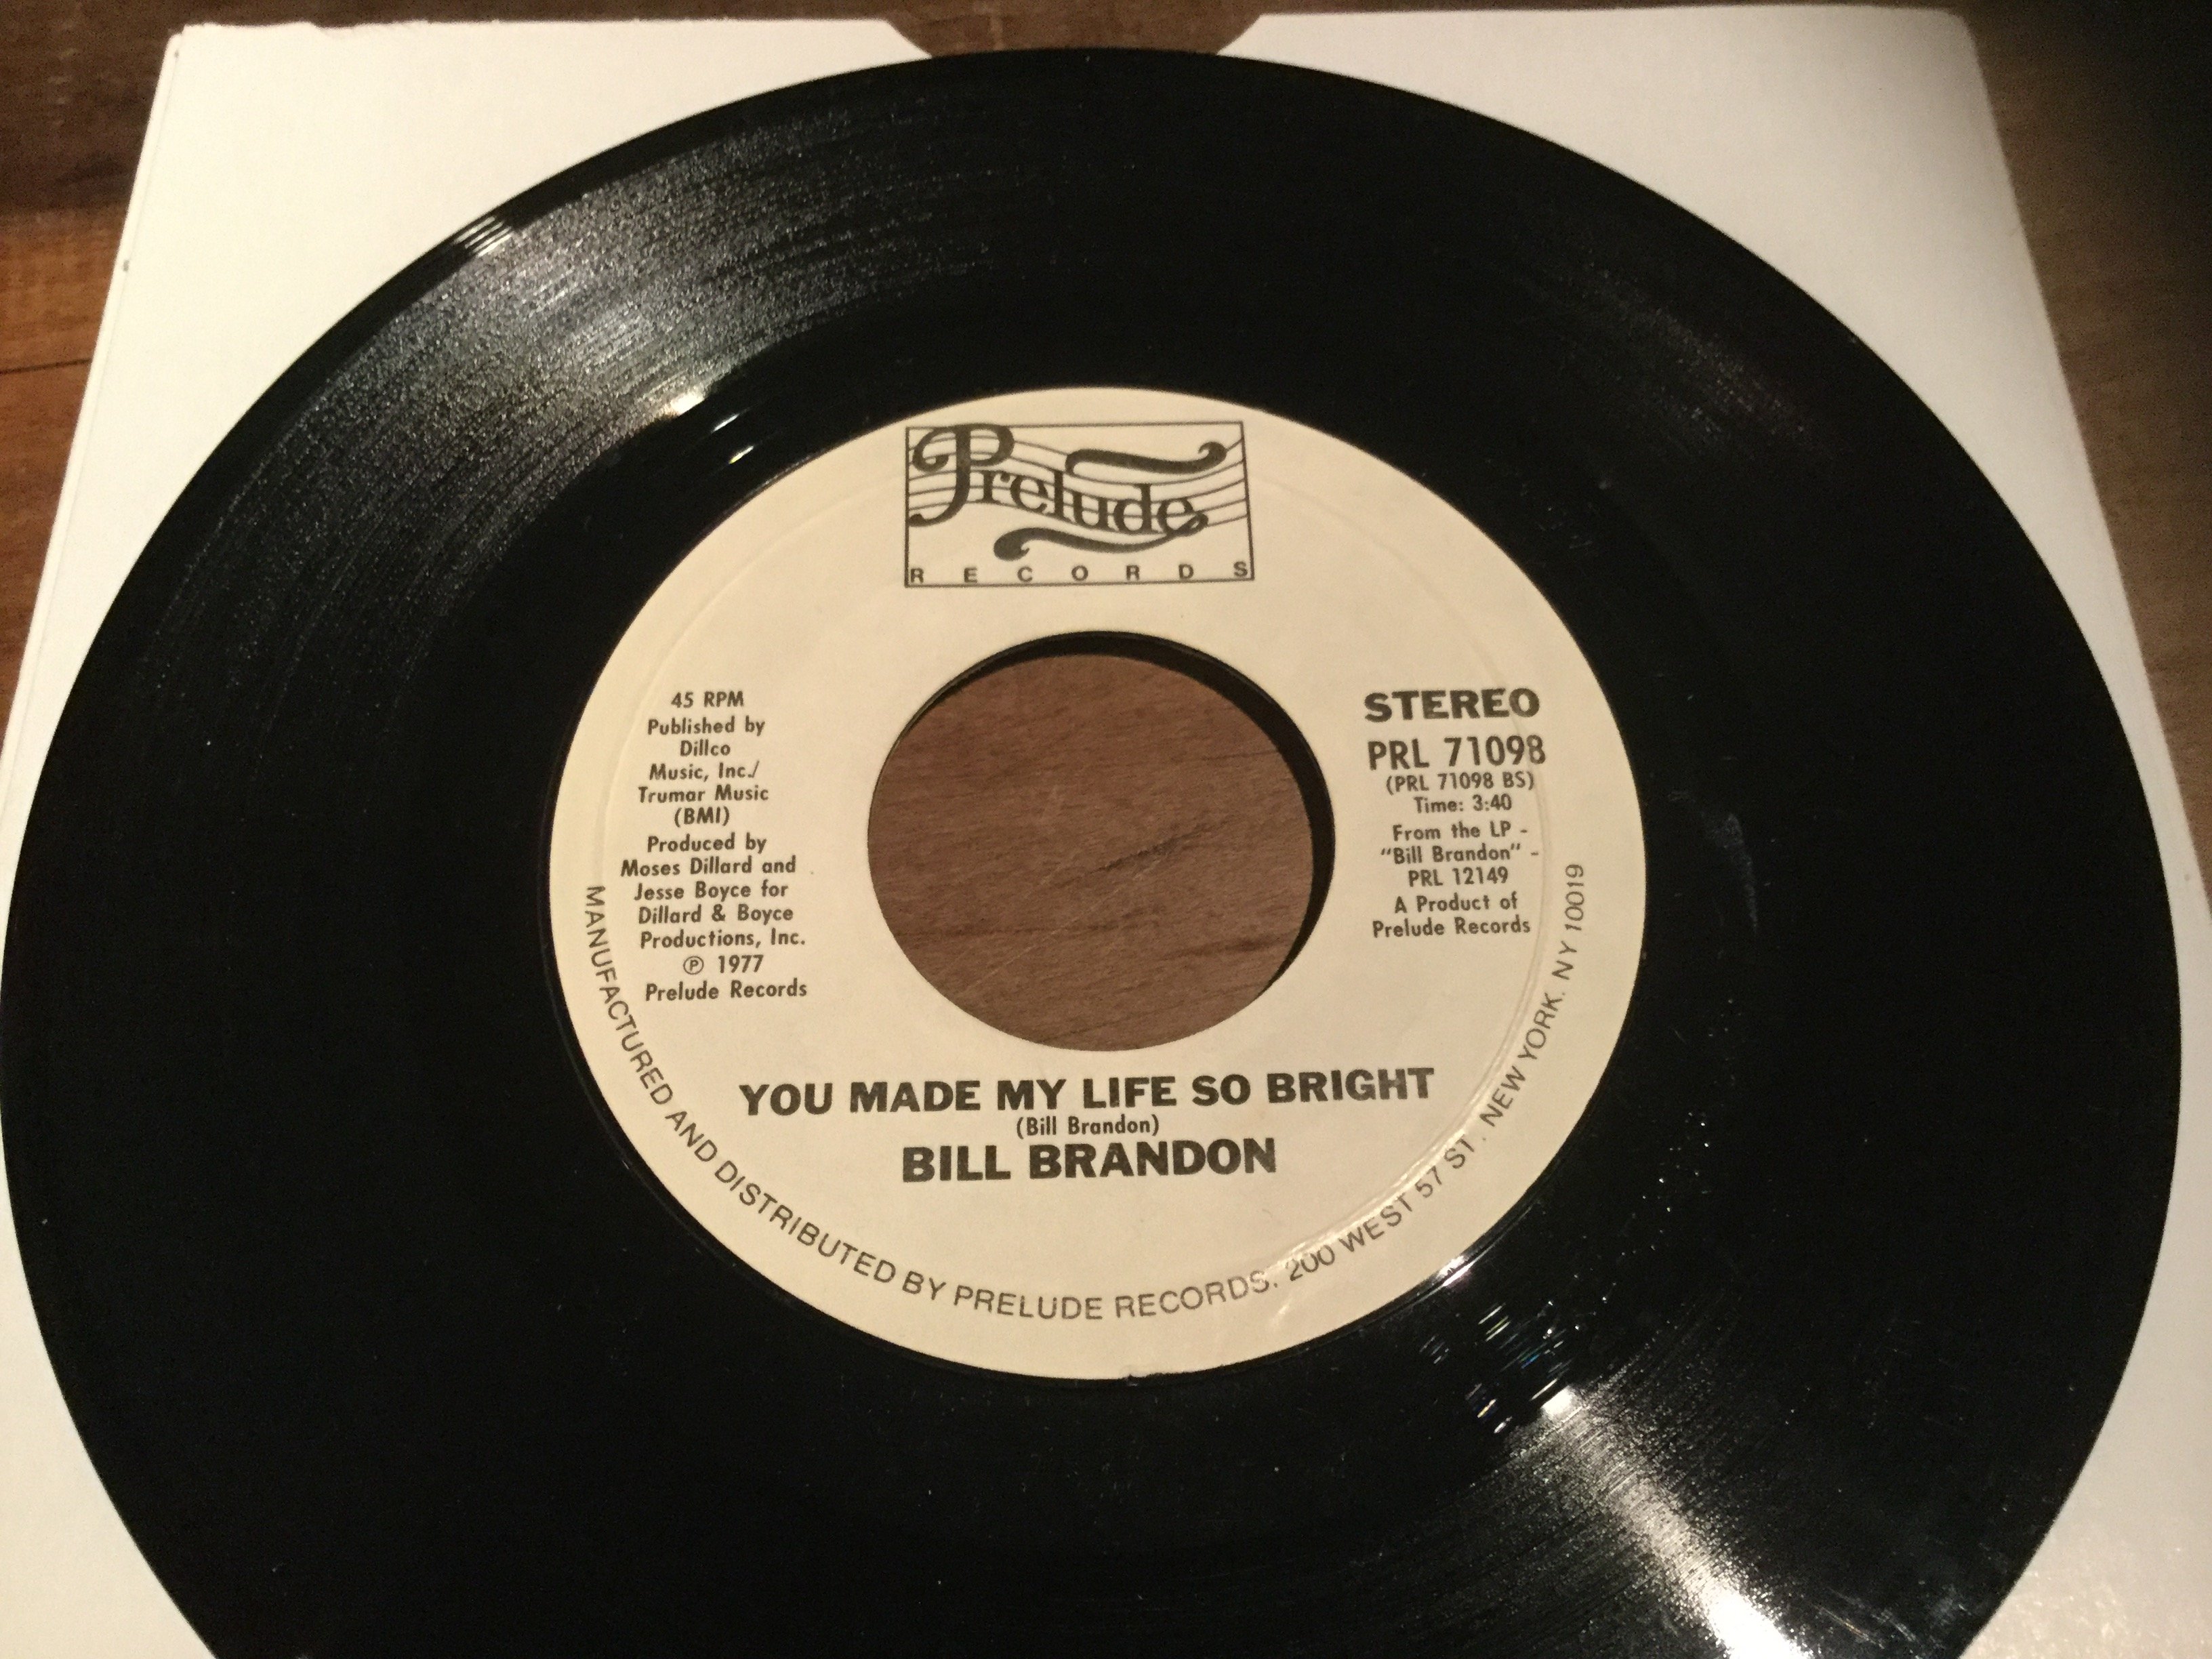 Prelude
RECORDS
45 RPM
Published by
Dillco
Music, Inc./
Trumar Music
(BMI)
Produced by
Moses Dillard and
Jesse Boyce for
Dillard & Boyce
Productions, Inc.
℗ 1977
Prelude Records
STEREO
PRL 71098
(PRL 71098 BS)
Time: 3:40
From the LP -
"Bill Brandon" -
PRL 12149
A Product of
Prelude Records
YOU MADE MY LIFE SO BRIGHT
(Bill Brandon)
BILL BRANDON
MANUFACTURED AND DISTRIBUTED BY PRELUDE RECORDS. 200 WEST 57 ST. NEW YORK. NY 10019